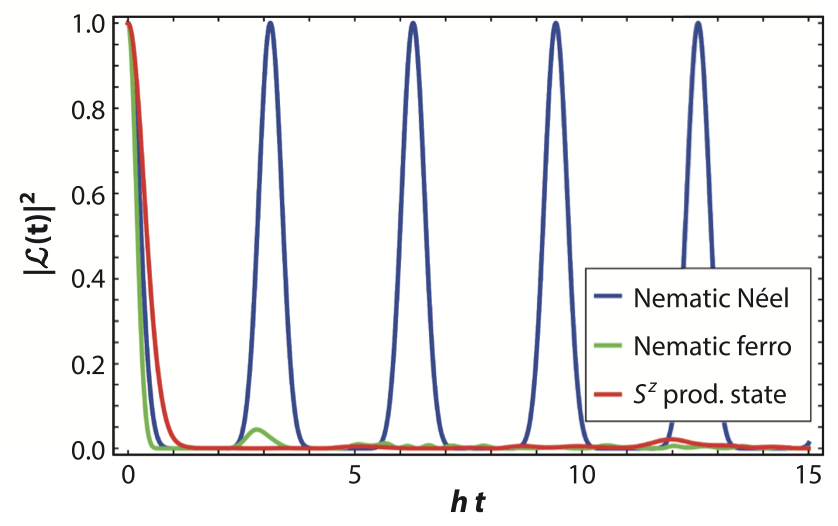 1.0
0.8
0.6
0.4
0.2
0.0
|ℒ(t)|²
Nematic Néel
Nematic ferro
Sᶻ prod. state
0 5 10 15
h t